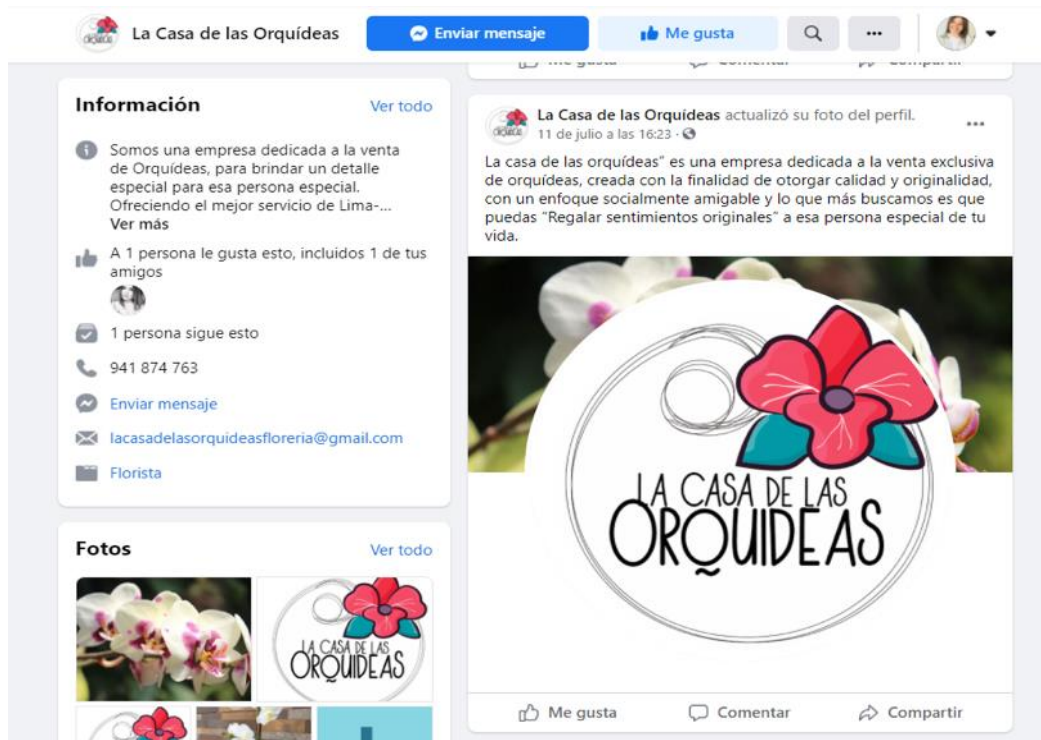 La Casa de las Orquídeas
Enviar mensaje
Me gusta
Me gusta
Comentar
Compartir
Información
Ver todo
Somos una empresa dedicada a la venta
de Orquídeas, para brindar un detalle
especial para esa persona especial.
Ofreciendo el mejor servicio de Lima-...
Ver más
A 1 persona le gusta esto, incluidos 1 de tus
amigos
1 persona sigue esto
941 874 763
Enviar mensaje
lacasadelasorquideasfloreria@gmail.com
Florista
Fotos
Ver todo
LA CASA DE LAS
ORQUIDEAS
La Casa de las Orquídeas actualizó su foto del perfil.
11 de julio a las 16:23 ·
La casa de las orquídeas" es una empresa dedicada a la venta exclusiva
de orquídeas, creada con la finalidad de otorgar calidad y originalidad,
con un enfoque socialmente amigable y lo que más buscamos es que
puedas "Regalar sentimientos originales" a esa persona especial de tu
vida.
LA CASA DE LAS
ORQUIDEAS
Me gusta
Comentar
Compartir